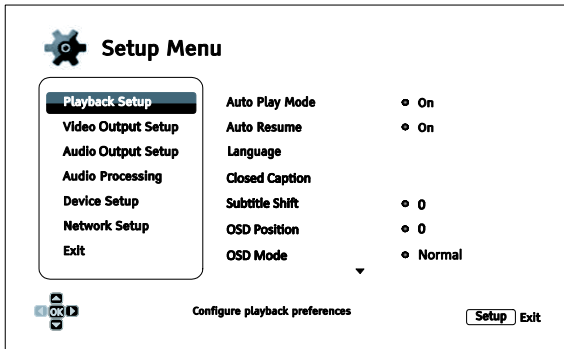 Setup Menu
Playback Setup
Video Output Setup
Audio Output Setup
Audio Processing
Device Setup
Network Setup
Exit
Auto Play Mode On
Auto Resume On
Language
Closed Caption
Subtitle Shift 0
OSD Position 0
OSD Mode Normal
OK
Configure playback preferences
Setup Exit